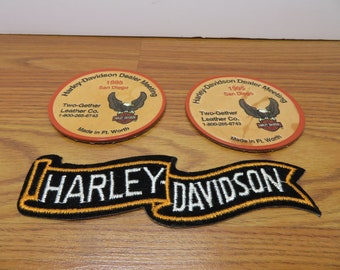 Harley-Davidson Dealer Meeting
1995
San Diego
Two-Gether
Leather Co.
1-800-265-8743
Made in Ft. Worth
Harley-Davidson Dealer Meeting
1995
San Diego
Two-Gether
Leather Co.
1-800-265-8743
Made in Ft. Worth
HARLEY-DAVIDSON